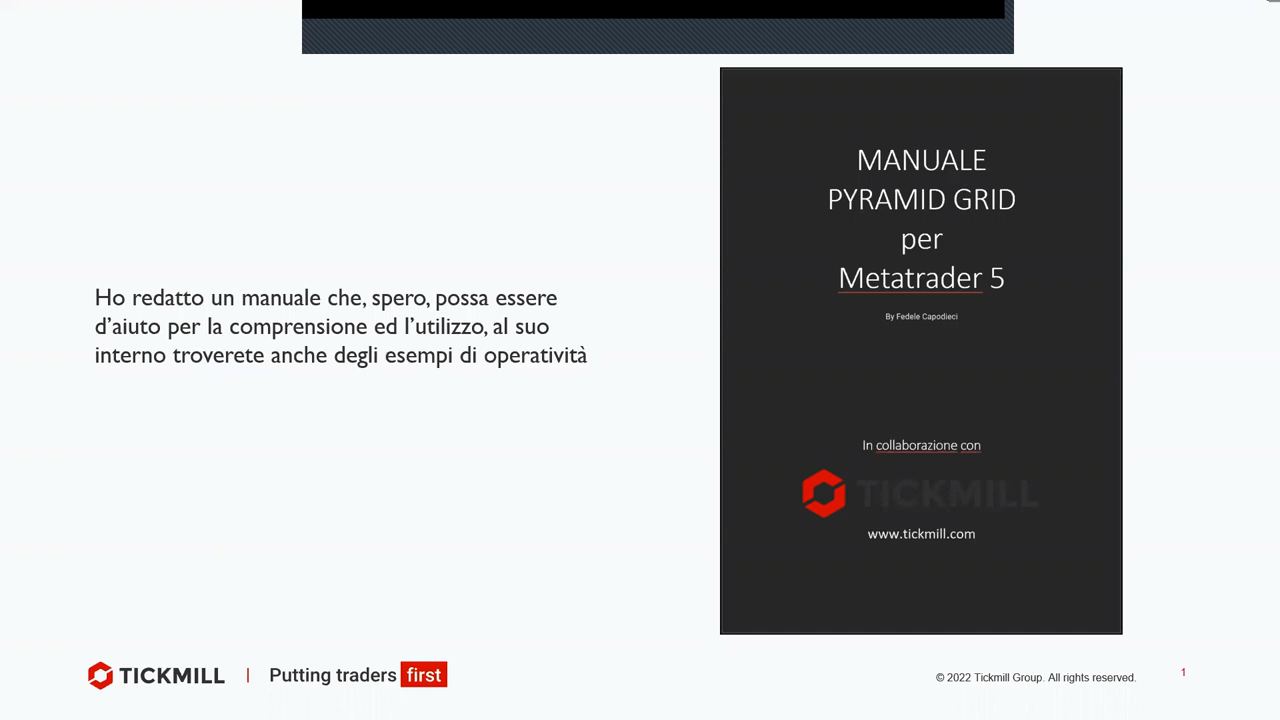 MANUALE
PYRAMID GRID
per
Metatrader 5
By Fedele Capodieci
Ho redatto un manuale che, spero, possa essere
d’aiuto per la comprensione ed l’utilizzo, al suo
interno troverete anche degli esempi di operatività
In collaborazione con
TICKMILL
www.tickmill.com
TICKMILL | Putting traders first
© 2022 Tickmill Group. All rights reserved.
1